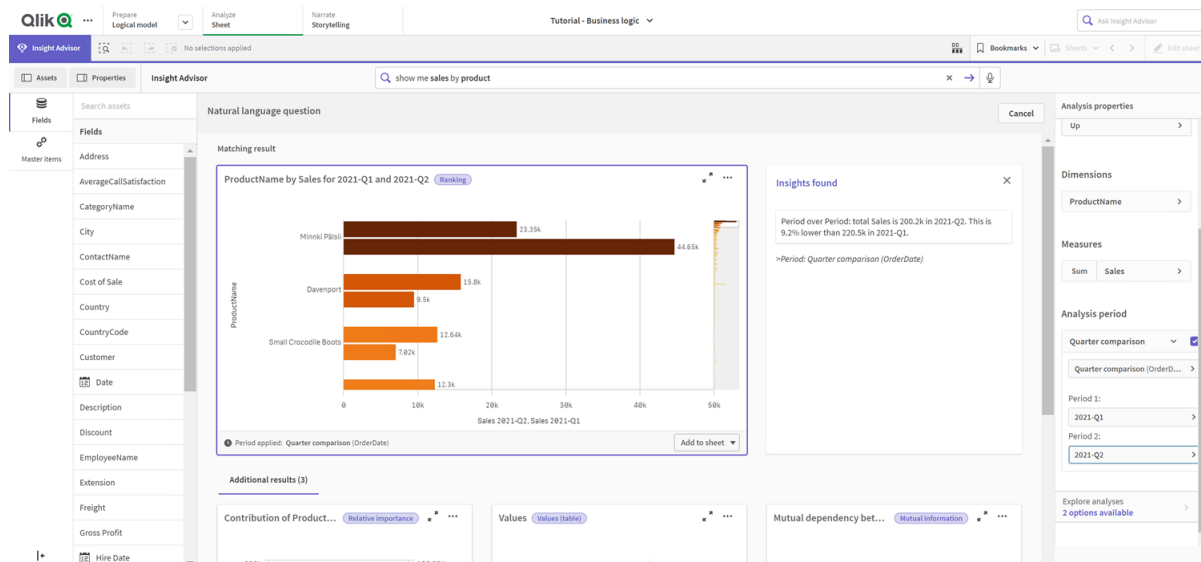 Qlik
Prepare
Logical model
Analyze
Sheet
Narrate
Storytelling
Tutorial - Business logic
Ask Insight Advisor
Insight Advisor
No selections applied
Bookmarks
Sheets
Edit sheet
Assets
Properties
Insight Advisor
show me sales by product
Fields
Master items
Search assets
Fields
Address
AverageCallSatisfaction
CategoryName
City
ContactName
Cost of Sale
Country
CountryCode
Customer
Date
Description
Discount
EmployeeName
Extension
Freight
Gross Profit
Hire Date
Natural language question
Cancel
Matching result
ProductName by Sales for 2021-Q1 and 2021-Q2 Ranking
ProductName
Minnki Pälsii
23.35k
44.65k
Davenport
15.8k
9.5k
Small Crocodile Boots
12.64k
7.02k
12.3k
0 10k 20k 30k 40k 50k
Sales 2021-Q2, Sales 2021-Q1
Period applied: Quarter comparison (OrderDate)
Add to sheet
Insights found
Period over Period: total Sales is 200.2k in 2021-Q2. This is
9.2% lower than 220.5k in 2021-Q1.
>Period: Quarter comparison (OrderDate)
Additional results (3)
Contribution of Product... Relative importance
Values Values (table)
Mutual dependency bet... Mutual information
Analysis properties
Up
Dimensions
ProductName
Measures
Sum Sales
Analysis period
Quarter comparison
Quarter comparison (OrderD...
Period 1:
2021-Q1
Period 2:
2021-Q2
Explore analyses
2 options available